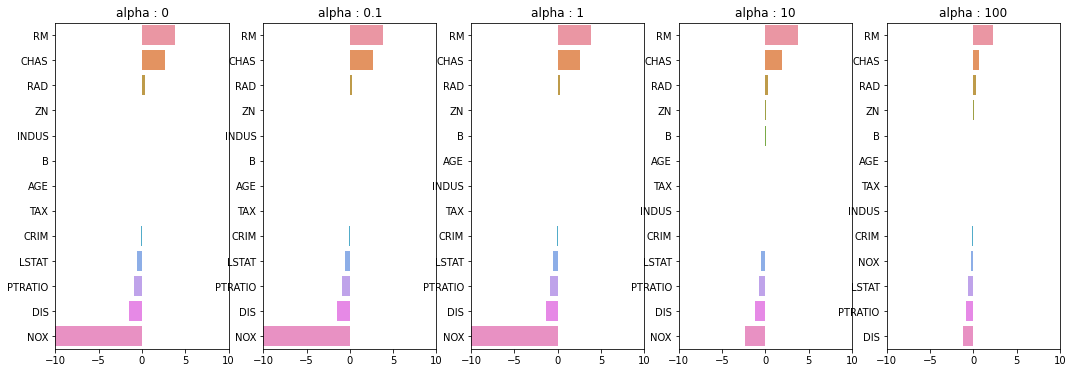 alpha : 0
RM
CHAS
RAD
ZN
INDUS
B
AGE
TAX
CRIM
LSTAT
PTRATIO
DIS
NOX
−10 −5 0 5 10
alpha : 0.1
RM
CHAS
RAD
ZN
INDUS
B
AGE
TAX
CRIM
LSTAT
PTRATIO
DIS
NOX
−10 −5 0 5 10
alpha : 1
RM
CHAS
RAD
ZN
B
AGE
INDUS
TAX
CRIM
LSTAT
PTRATIO
DIS
NOX
−10 −5 0 5 10
alpha : 10
RM
CHAS
RAD
ZN
B
AGE
TAX
INDUS
CRIM
LSTAT
PTRATIO
DIS
NOX
−10 −5 0 5 10
alpha : 100
RM
CHAS
RAD
ZN
B
AGE
TAX
INDUS
CRIM
NOX
LSTAT
PTRATIO
DIS
−10 −5 0 5 10